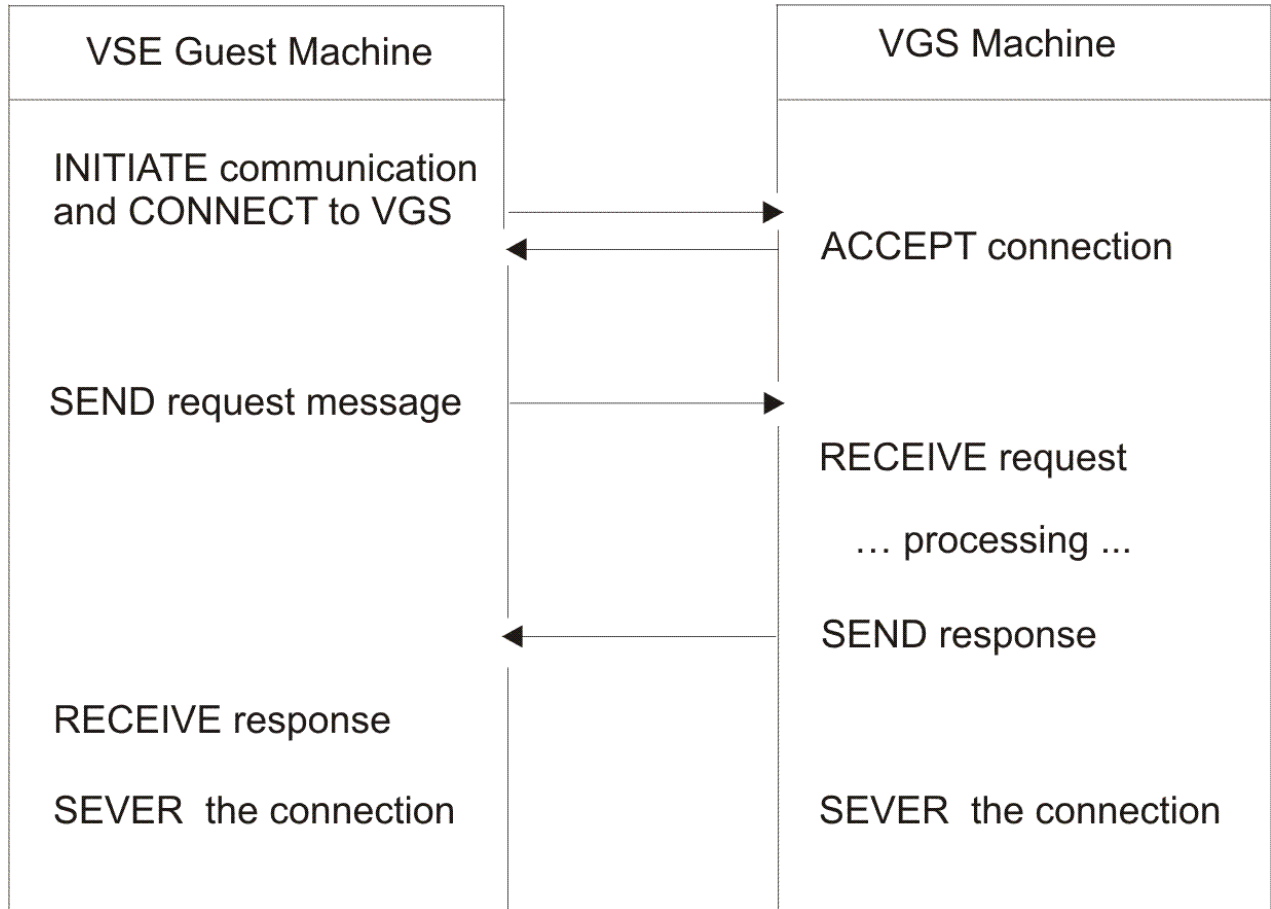 VSE Guest Machine
VGS Machine
INITIATE communication
and CONNECT to VGS
ACCEPT connection
SEND request message
RECEIVE request
... processing ...
SEND response
RECEIVE response
SEVER the connection
SEVER the connection